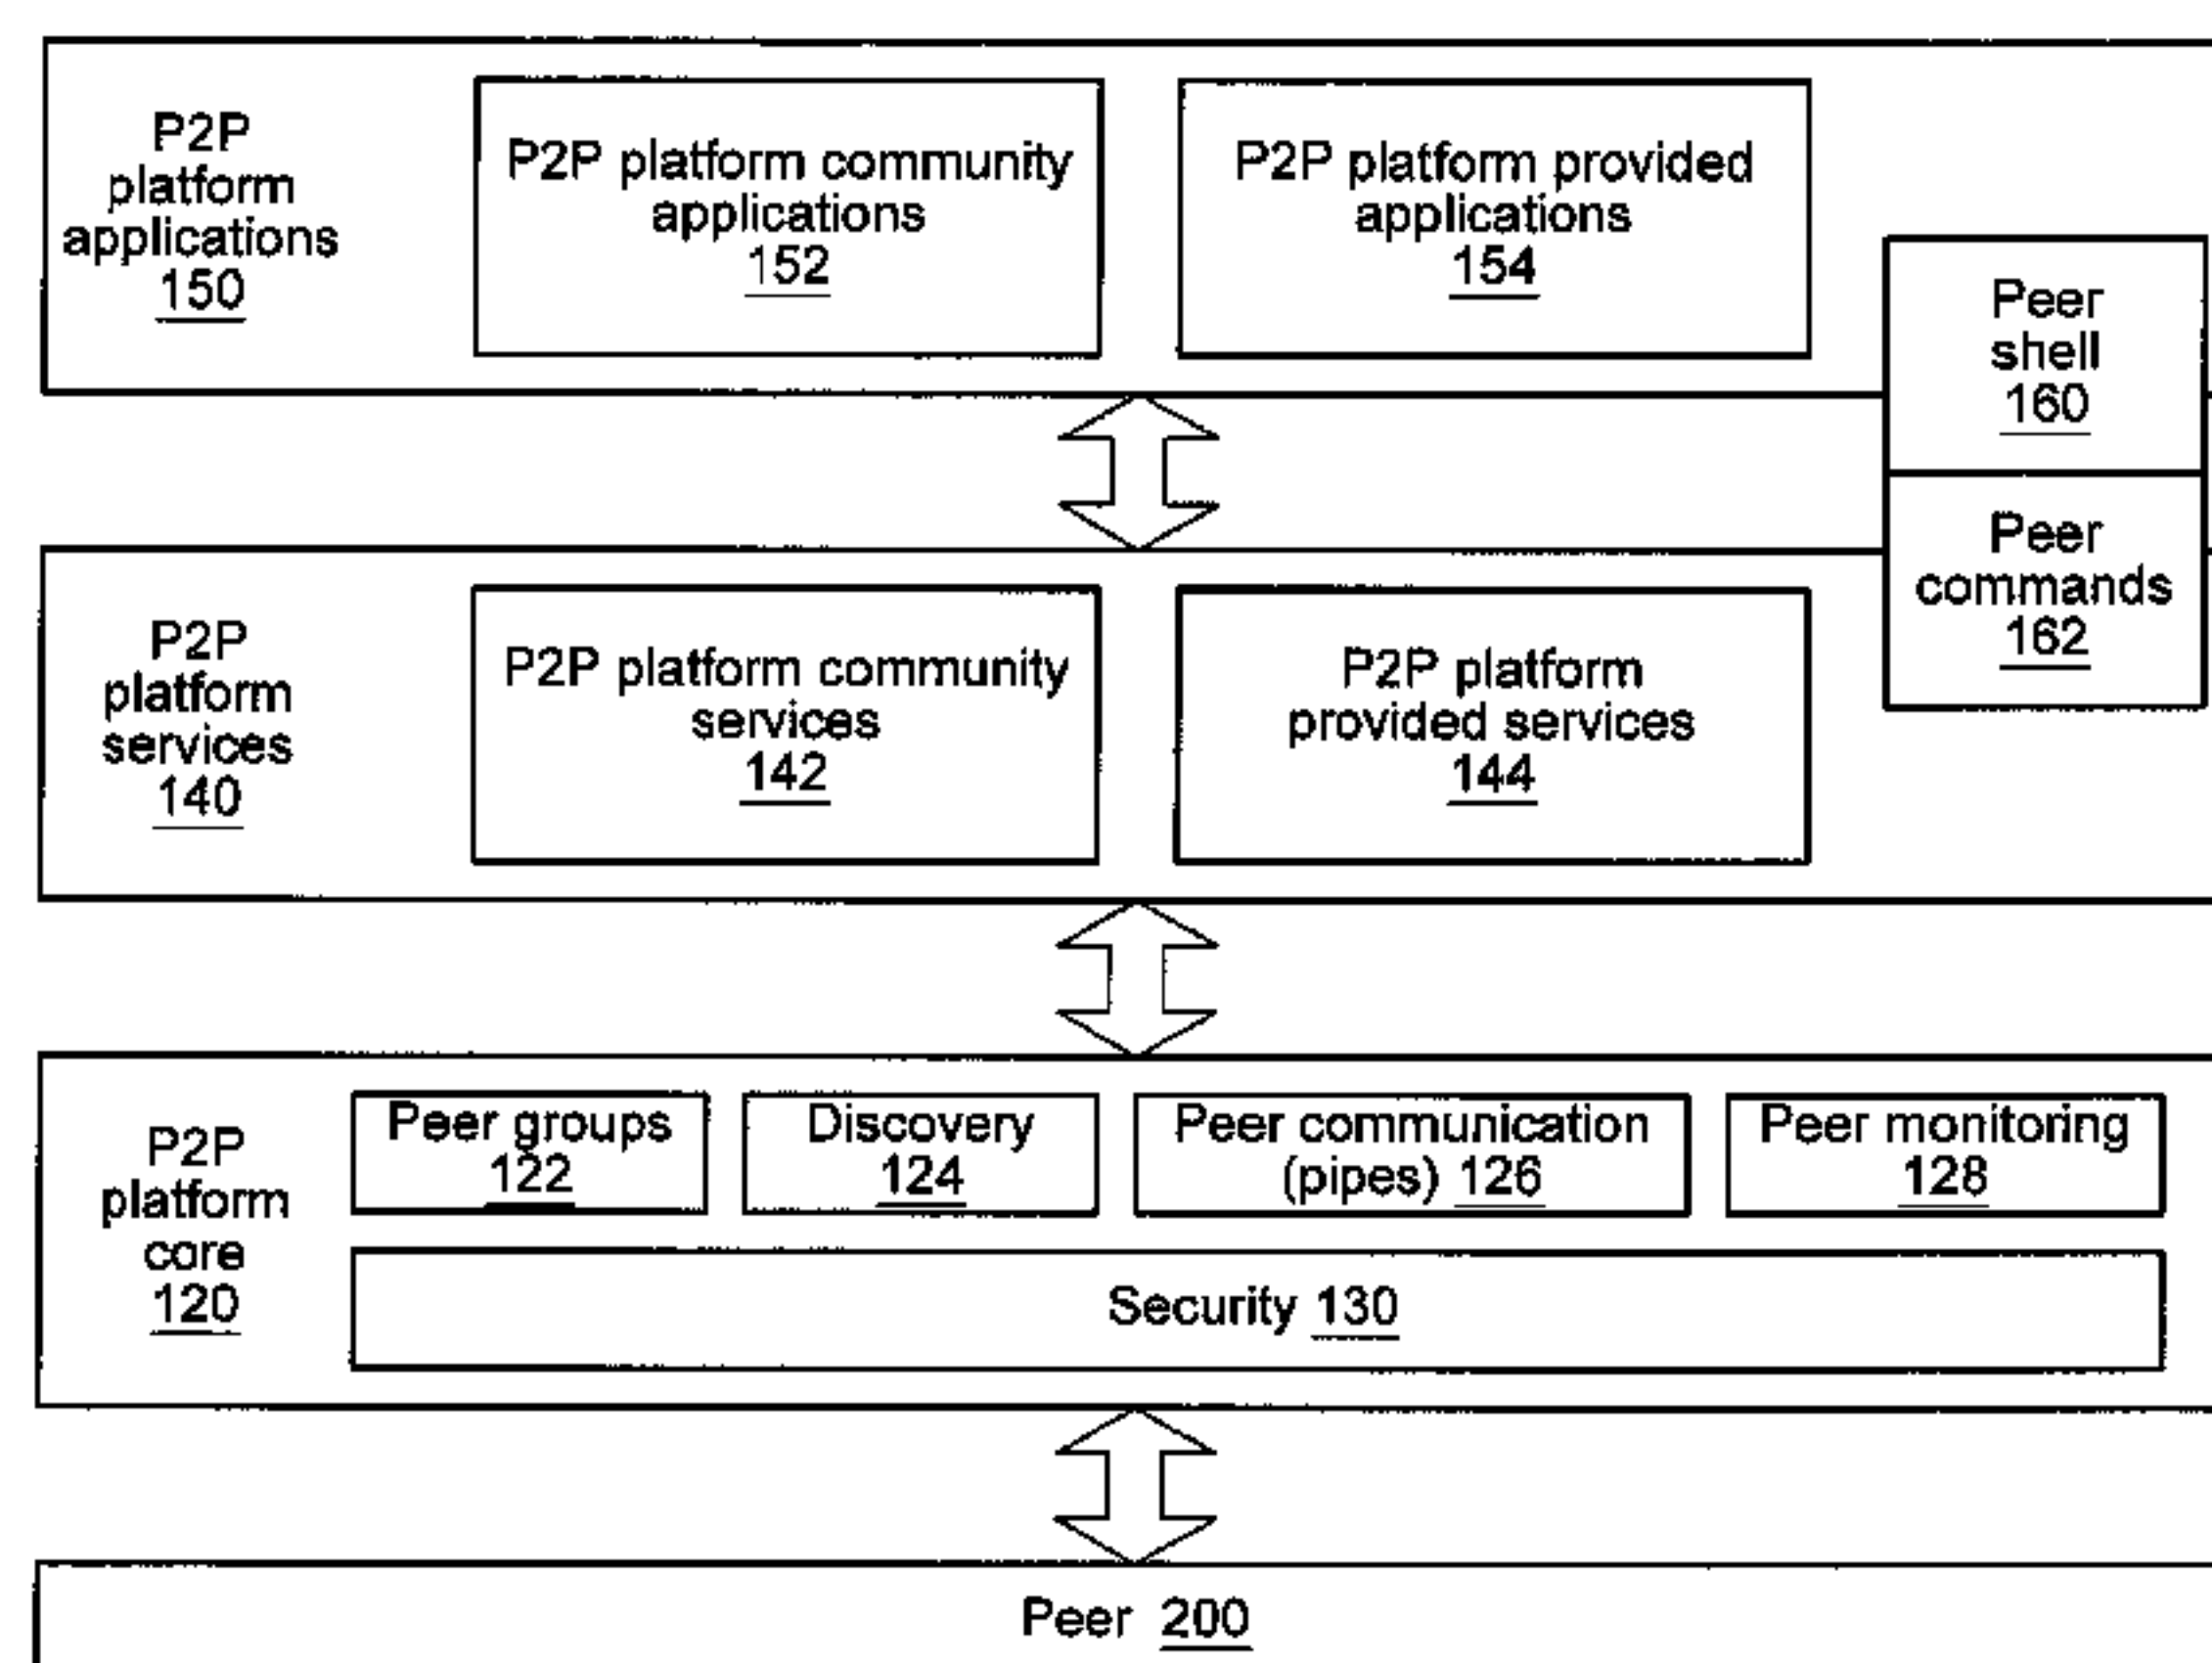 P2P
platform
applications
150
P2P platform community
applications
152
P2P platform provided
applications
154
Peer
shell
160
Peer
commands
162
P2P
platform
services
140
P2P platform community
services
142
P2P platform
provided services
144
P2P
platform
core
120
Peer groups
122
Discovery
124
Peer communication
(pipes) 126
Peer monitoring
128
Security 130
Peer 200